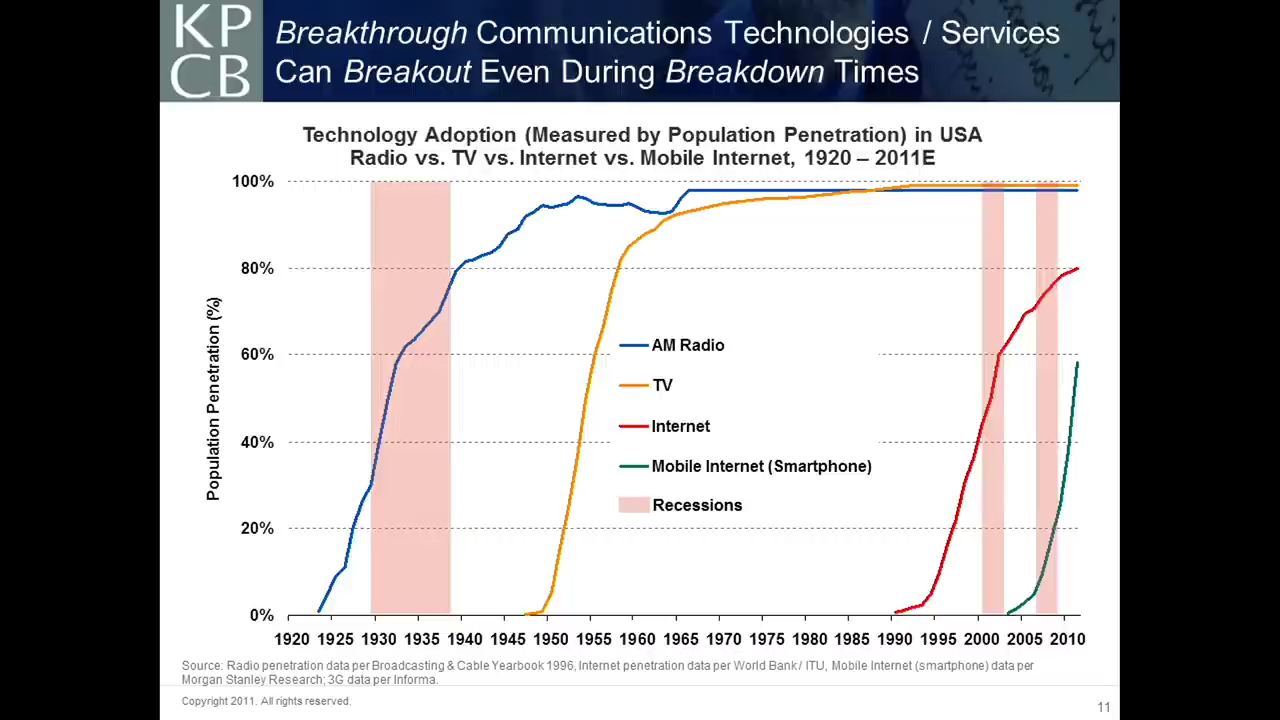 KP
CB
Breakthrough Communications Technologies / Services
Can Breakout Even During Breakdown Times
Technology Adoption (Measured by Population Penetration) in USA
Radio vs. TV vs. Internet vs. Mobile Internet, 1920 – 2011E
100%
80%
60%
40%
20%
0%
Population Penetration (%)
AM Radio
TV
Internet
Mobile Internet (Smartphone)
Recessions
1920 1925 1930 1935 1940 1945 1950 1955 1960 1965 1970 1975 1980 1985 1990 1995 2000 2005 2010
Source: Radio penetration data per Broadcasting & Cable Yearbook 1996, Internet penetration data per World Bank / ITU, Mobile Internet (smartphone) data per
Morgan Stanley Research; 3G data per Informa.
Copyright 2011. All rights reserved.
11